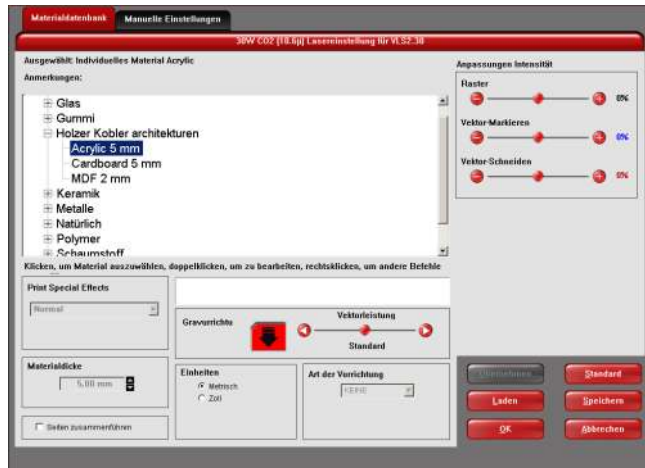 Materialdatenbank
Manuelle Einstellungen
30W CO2 (10.6µ) Lasereinstellung für VLS2.30
Ausgewählt: Individuelles Material Acrylic
Anmerkungen:
Glas
Gummi
Holzer Kobler architekturen
Acrylic 5 mm
Cardboard 5 mm
MDF 2 mm
Keramik
Metalle
Natürlich
Polymer
Schaumstoff
Klicken, um Material auszuwählen, doppelklicken, um zu bearbeiten, rechtsklicken, um andere Befehle
Anpassungen Intensität
Raster
0%
Vektor-Markieren
0%
Vektor-Schneiden
0%
Print Special Effects
Normal
Gravurrichtu
Vektorleistung
Standard
Materialdicke
5,00 mm
Einheiten
Metrisch
Zoll
Art der Vorrichtung
KEINE
Seiten zusammenführen
Übernehmen
Standard
Laden
Speichern
OK
Abbrechen